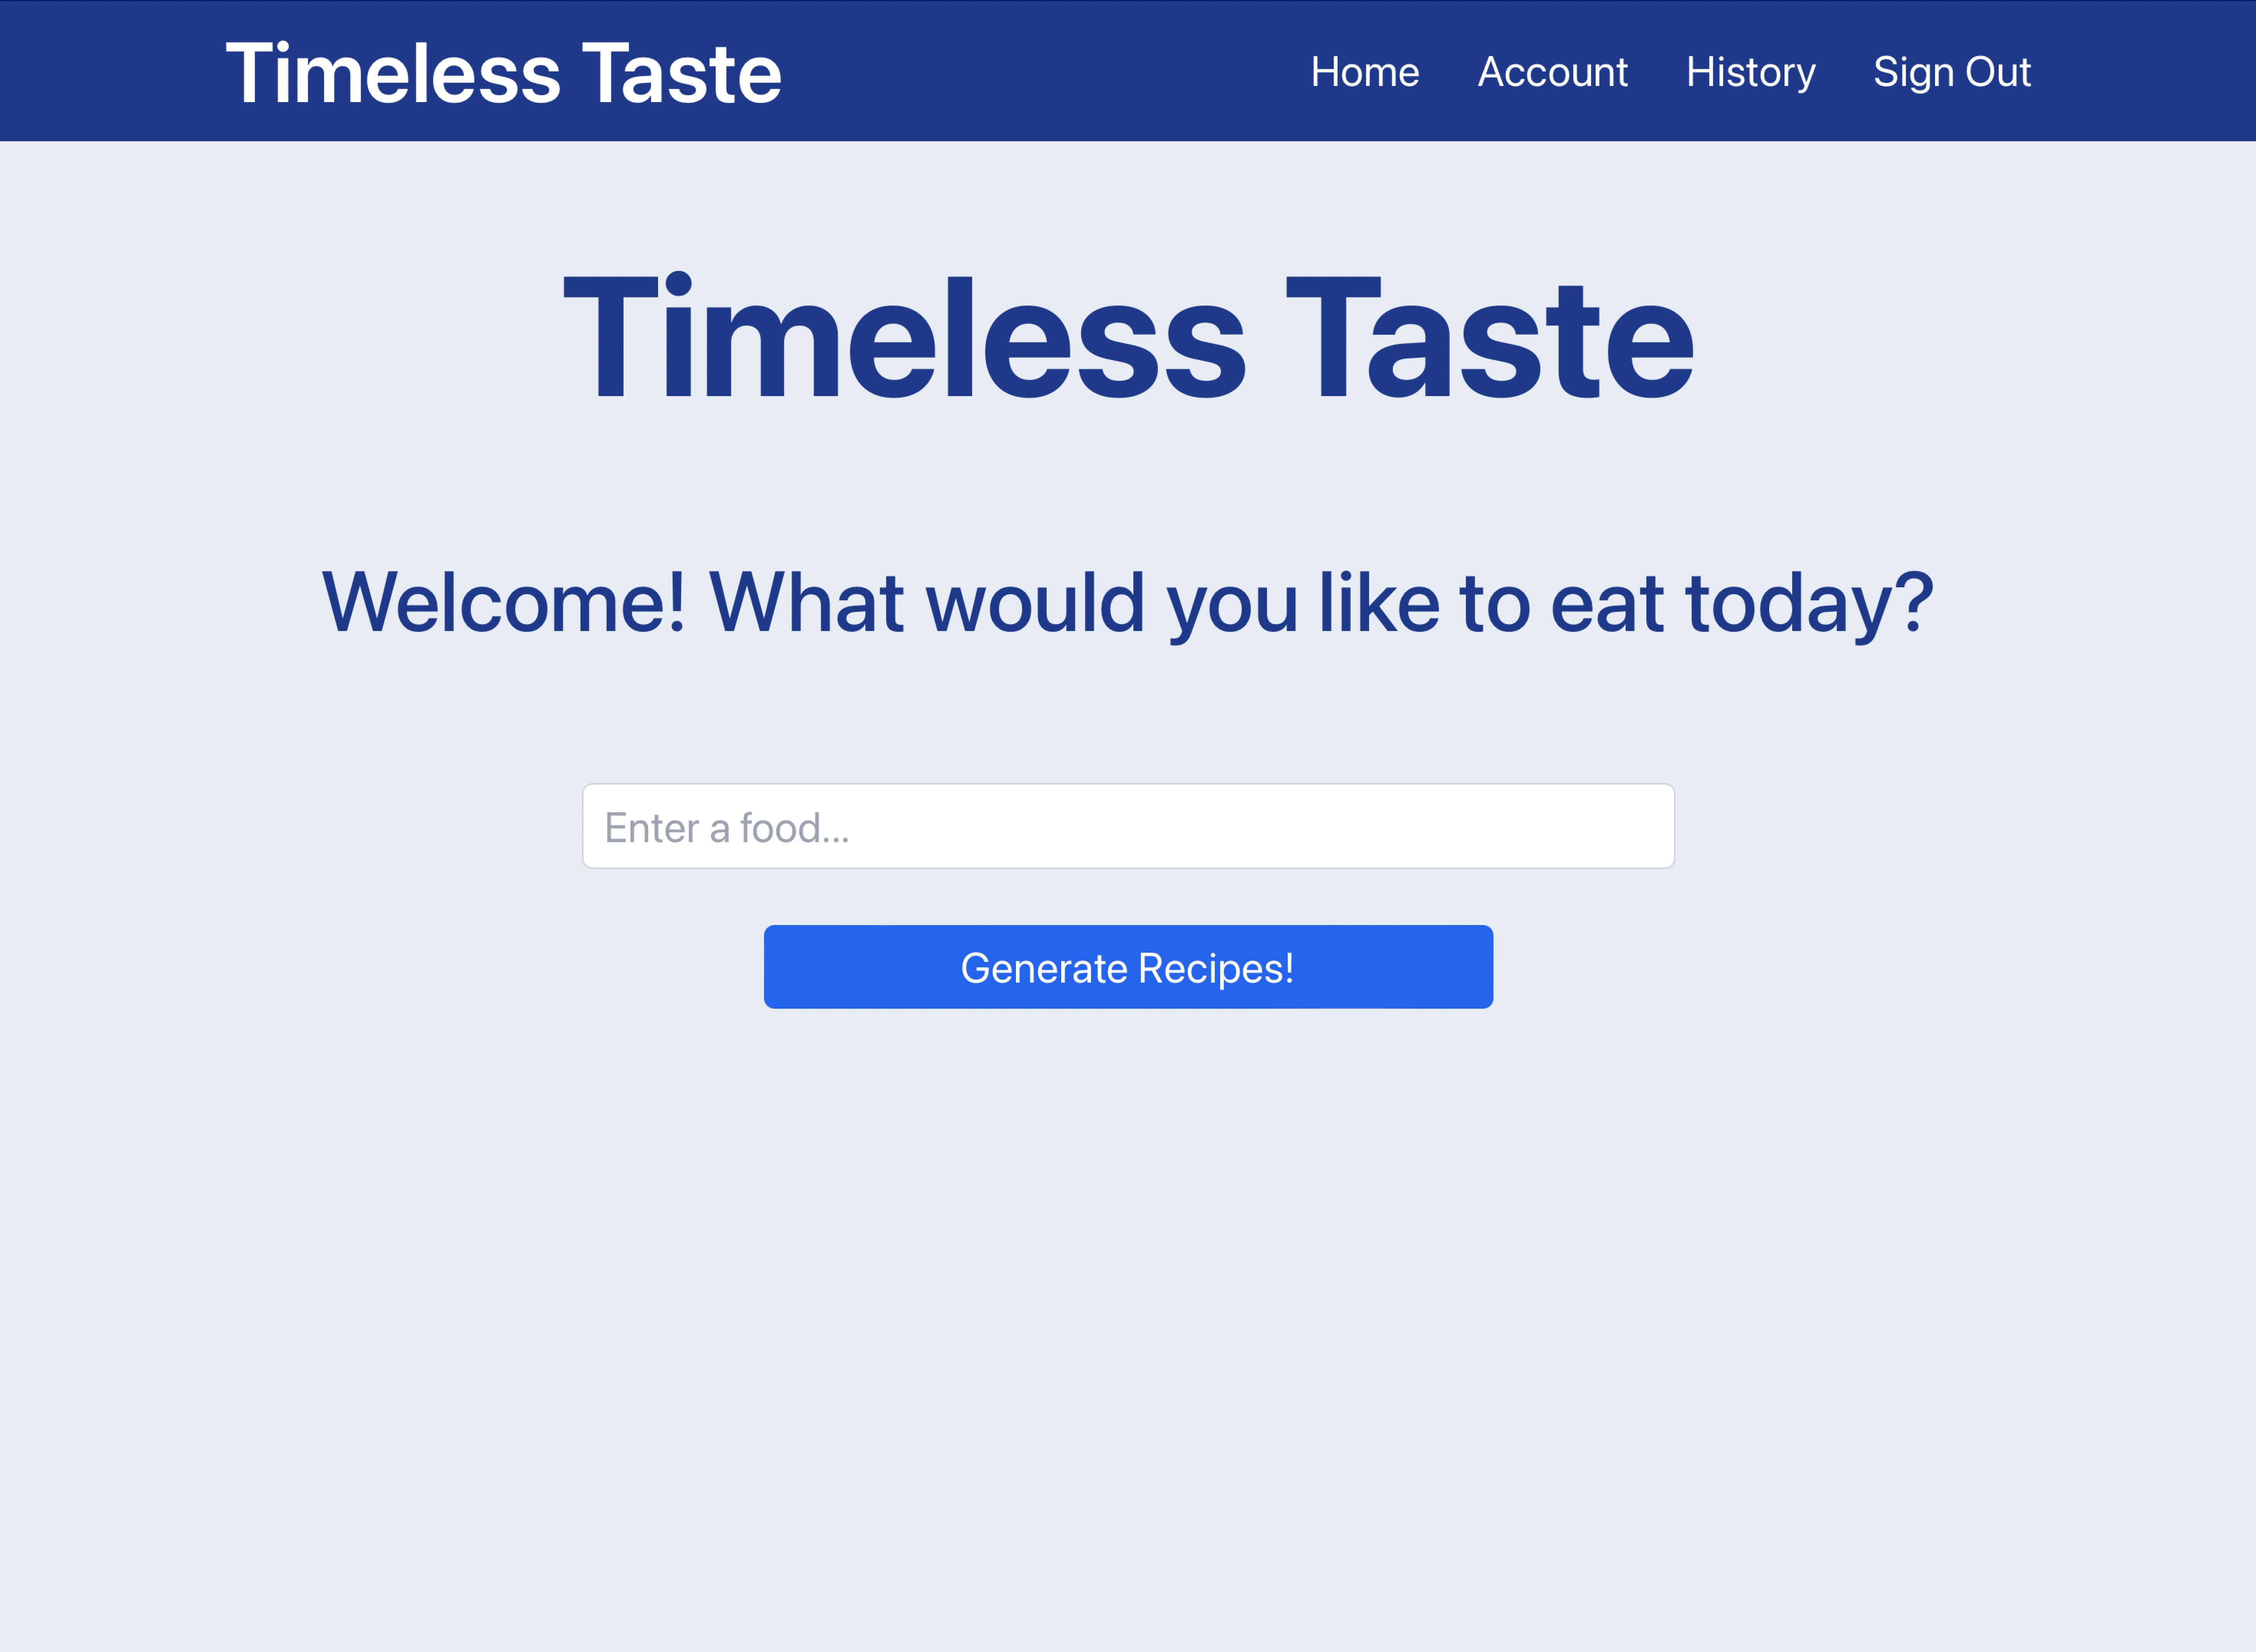 Timeless Taste
Home Account History Sign Out
Timeless Taste
Welcome! What would you like to eat today?
Enter a food...
Generate Recipes!